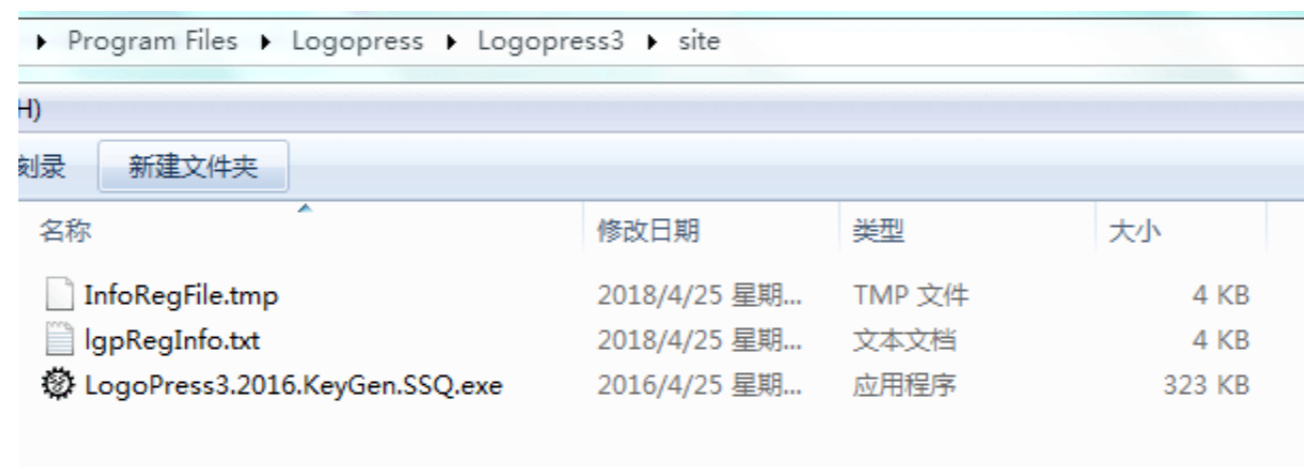 Program Files Logopress Logopress3 site
H)
刻录 新建文件夹
名称 修改日期 类型 大小
InfoRegFile.tmp 2018/4/25 星期... TMP 文件 4 KB
lgpRegInfo.txt 2018/4/25 星期... 文本文档 4 KB
LogoPress3.2016.KeyGen.SSQ.exe 2016/4/25 星期... 应用程序 323 KB